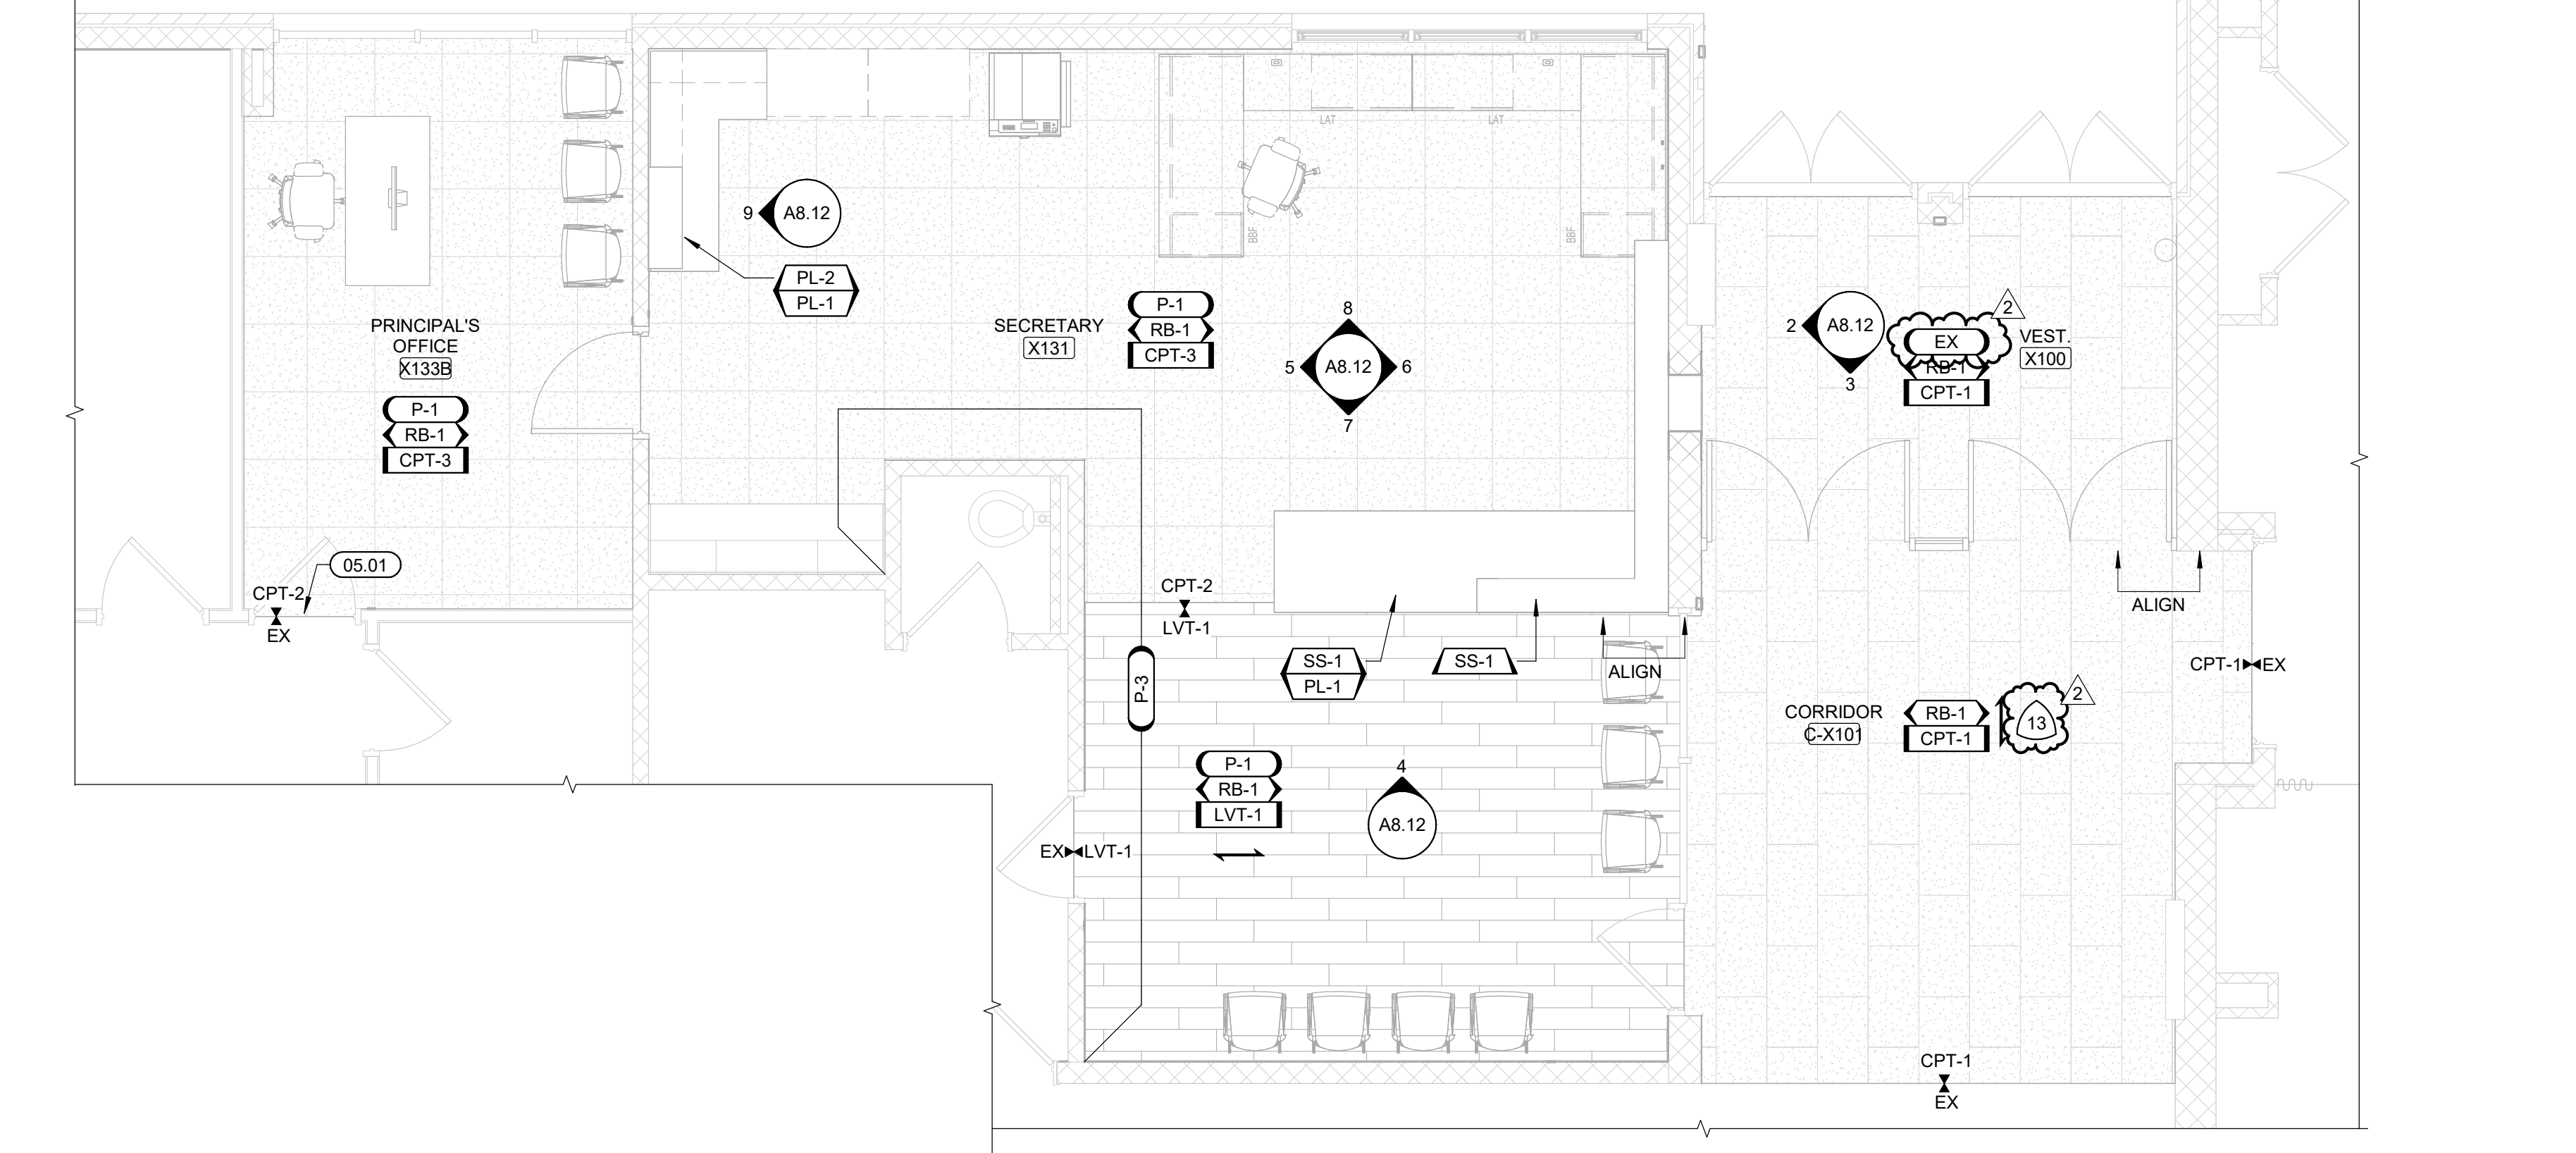 LAT
LAT
BBF
BBF
9
A8.12
PL-2
PL-1
PRINCIPAL'S
OFFICE
X133B
P-1
RB-1
CPT-3
SECRETARY
X131
P-1
RB-1
CPT-3
8
5
A8.12
6
7
2
A8.12
3
EX
RB-1
CPT-1
2
VEST.
X100
05.01
CPT-2
EX
CPT-2
LVT-1
ALIGN
P-3
SS-1
PL-1
SS-1
ALIGN
CPT-1
EX
CORRIDOR
C-X101
RB-1
CPT-1
13
2
P-1
RB-1
LVT-1
4
A8.12
EX
LVT-1
CPT-1
EX